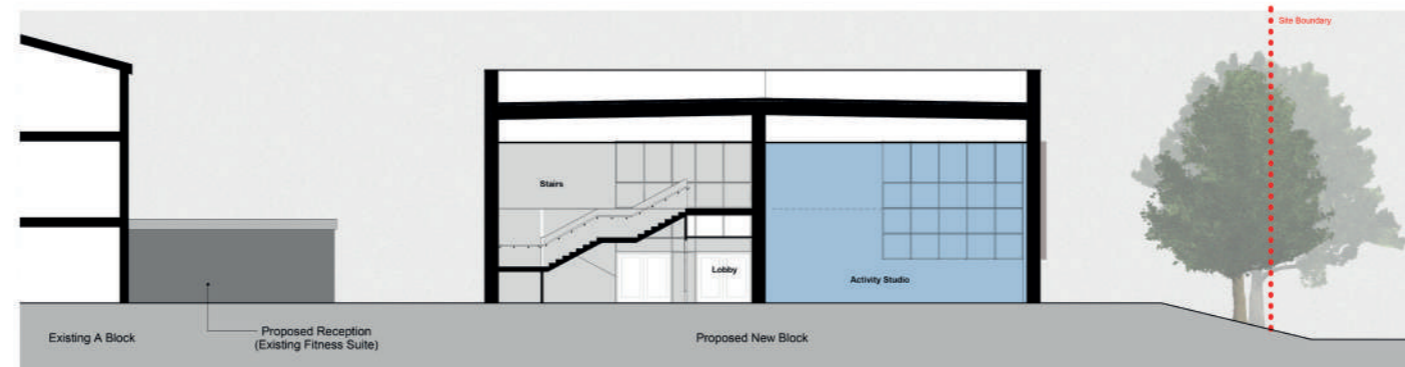 Site Boundary
Stairs
Lobby
Activity Studio
Existing A Block
Proposed Reception
(Existing Fitness Suite)
Proposed New Block